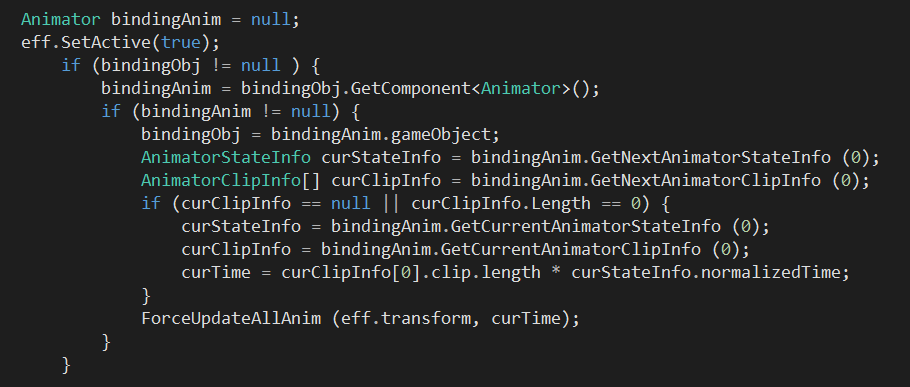 Animator bindingAnim = null;
eff.SetActive(true);
    if (bindingObj != null ) {
        bindingAnim = bindingObj.GetComponent<Animator>();
        if (bindingAnim != null) {
            bindingObj = bindingAnim.gameObject;
            AnimatorStateInfo curStateInfo = bindingAnim.GetNextAnimatorStateInfo (0);
            AnimatorClipInfo[] curClipInfo = bindingAnim.GetNextAnimatorClipInfo (0);
            if (curClipInfo == null || curClipInfo.Length == 0) {
                curStateInfo = bindingAnim.GetCurrentAnimatorStateInfo (0);
                curClipInfo = bindingAnim.GetCurrentAnimatorClipInfo (0);
                curTime = curClipInfo[0].clip.length * curStateInfo.normalizedTime;
            }
            ForceUpdateAllAnim (eff.transform, curTime);
        }
    }